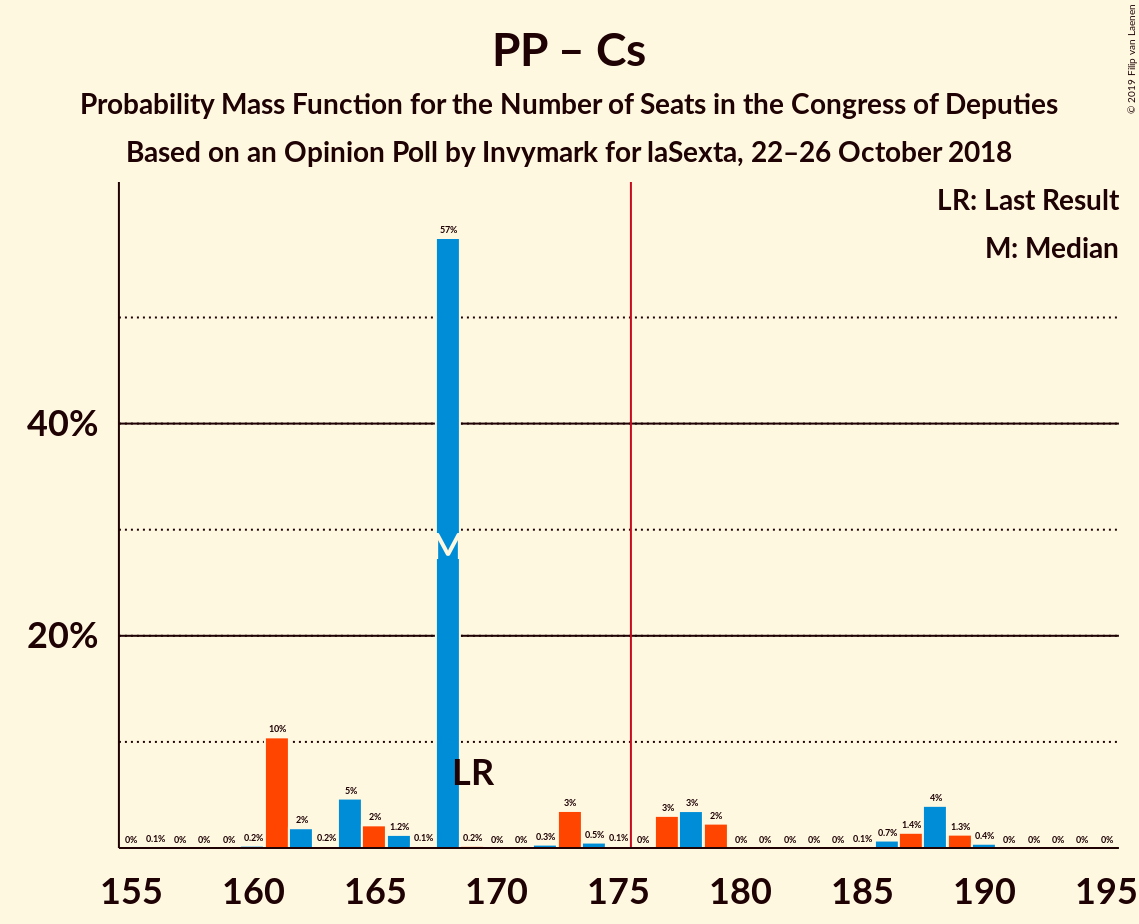 PP – Cs
Probability Mass Function for the Number of Seats in the Congress of Deputies
Based on an Opinion Poll by Invymark for laSexta, 22–26 October 2018
© 2019 Filip van Laenen
LR: Last Result
M: Median
57%
40%
M
20%
10%
LR
0% 0.1% 0% 0% 0% 0.2% 2% 0.2% 5% 2% 1.2% 0.1% 0.2% 0% 0% 0.3% 3% 0.5% 0.1% 0% 3% 3% 2% 0% 0% 0% 0% 0% 0.1% 0.7% 1.4% 4% 1.3% 0.4% 0% 0% 0% 0% 0%
155 160 165 170 175 180 185 190 195